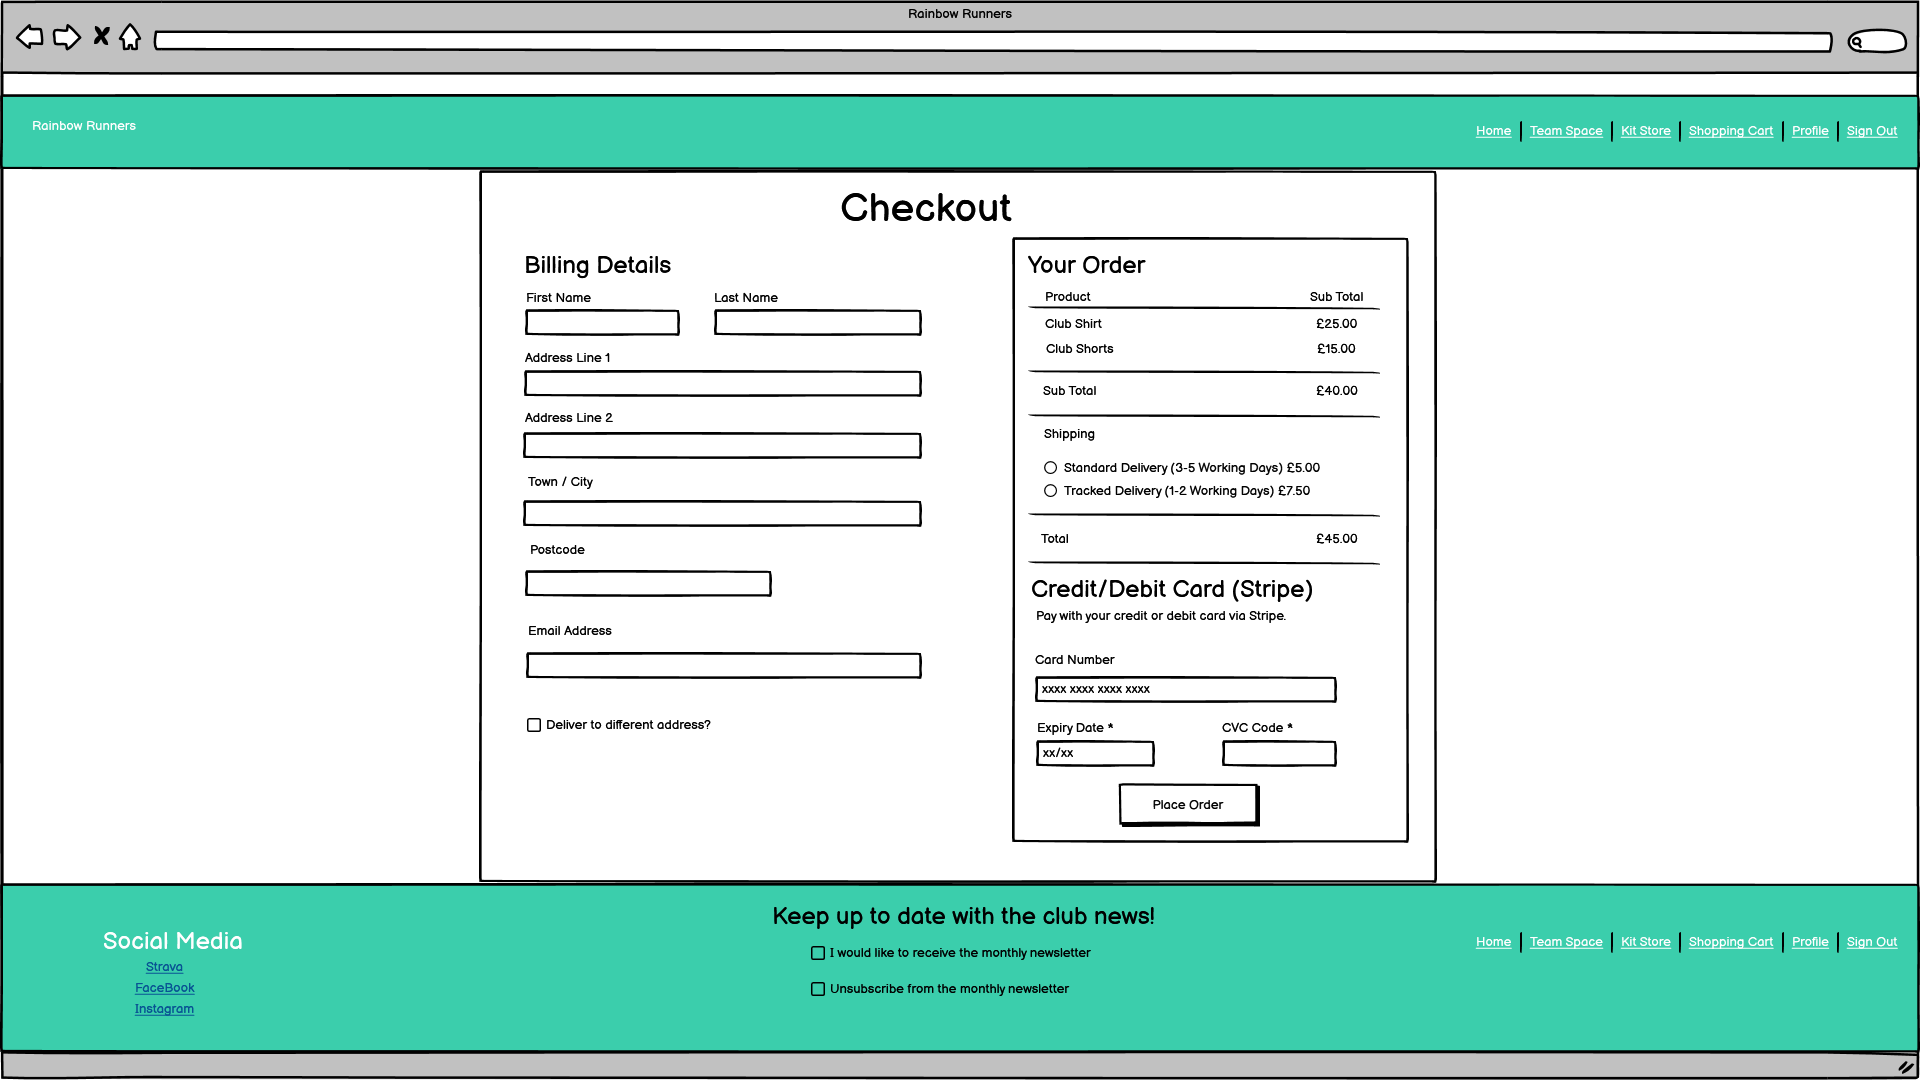 Rainbow Runners
Rainbow Runners
Home Team Space Kit Store Shopping Cart Profile Sign Out
Checkout
Billing Details
First Name Last Name
Address Line 1
Address Line 2
Town / City
Postcode
Email Address
Deliver to different address?
Your Order
Product Sub Total
Club Shirt £25.00
Club Shorts £15.00
Sub Total £40.00
Shipping
Standard Delivery (3-5 Working Days) £5.00
Tracked Delivery (1-2 Working Days) £7.50
Total £45.00
Credit/Debit Card (Stripe)
Pay with your credit or debit card via Stripe.
Card Number
xxxx xxxx xxxx xxxx
Expiry Date * CVC Code *
xx/xx
Place Order
Social Media
Strava
FaceBook
Instagram
Keep up to date with the club news!
I would like to receive the monthly newsletter
Unsubscribe from the monthly newsletter
Home Team Space Kit Store Shopping Cart Profile Sign Out